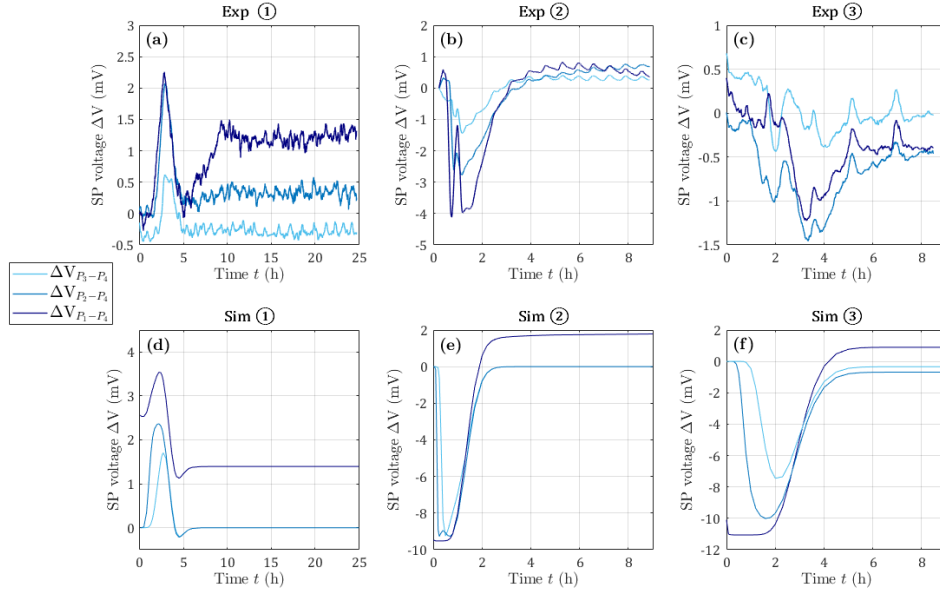 Exp ①
Exp ②
Exp ③
(a)
(b)
(c)
SP voltage ΔV (mV)
3
2.5
2
1.5
1
0.5
0
-0.5
0
5
10
15
20
25
Time t (h)
SP voltage ΔV (mV)
2
1
0
-1
-2
-3
-4
-5
0
2
4
6
8
Time t (h)
SP voltage ΔV (mV)
1
0.5
0
-0.5
-1
-1.5
0
2
4
6
8
Time t (h)
ΔV_{P_3−P_4}
ΔV_{P_2−P_4}
ΔV_{P_1−P_4}
Sim ①
Sim ②
Sim ③
(d)
(e)
(f)
SP voltage ΔV (mV)
4
3
2
1
0
0
5
10
15
20
25
Time t (h)
SP voltage ΔV (mV)
2
0
-2
-4
-6
-8
-10
0
2
4
6
8
Time t (h)
SP voltage ΔV (mV)
2
0
-2
-4
-6
-8
-10
-12
0
2
4
6
8
Time t (h)